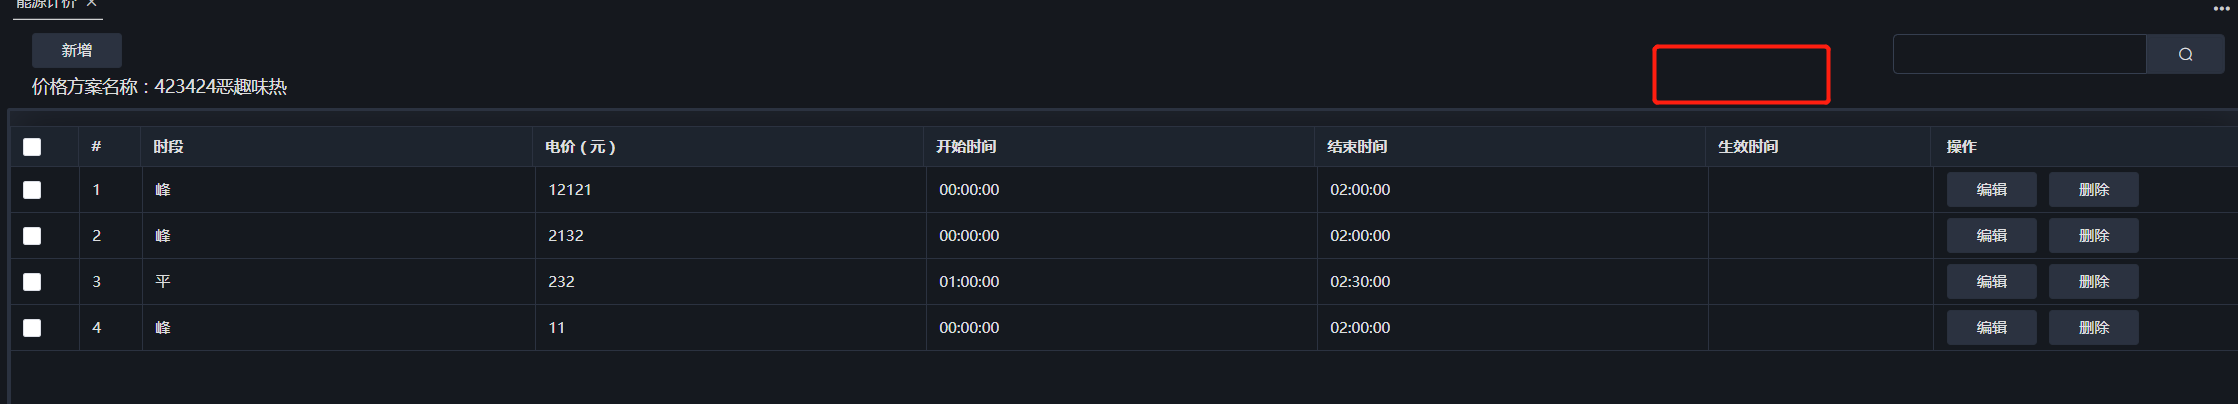 能源计价 ×
新增
价格方案名称：423424恶趣味热
# 时段 电价（元） 开始时间 结束时间 生效时间 操作
1 峰 12121 00:00:00 02:00:00 编辑 删除
2 峰 2132 00:00:00 02:00:00 编辑 删除
3 平 232 01:00:00 02:30:00 编辑 删除
4 峰 11 00:00:00 02:00:00 编辑 删除